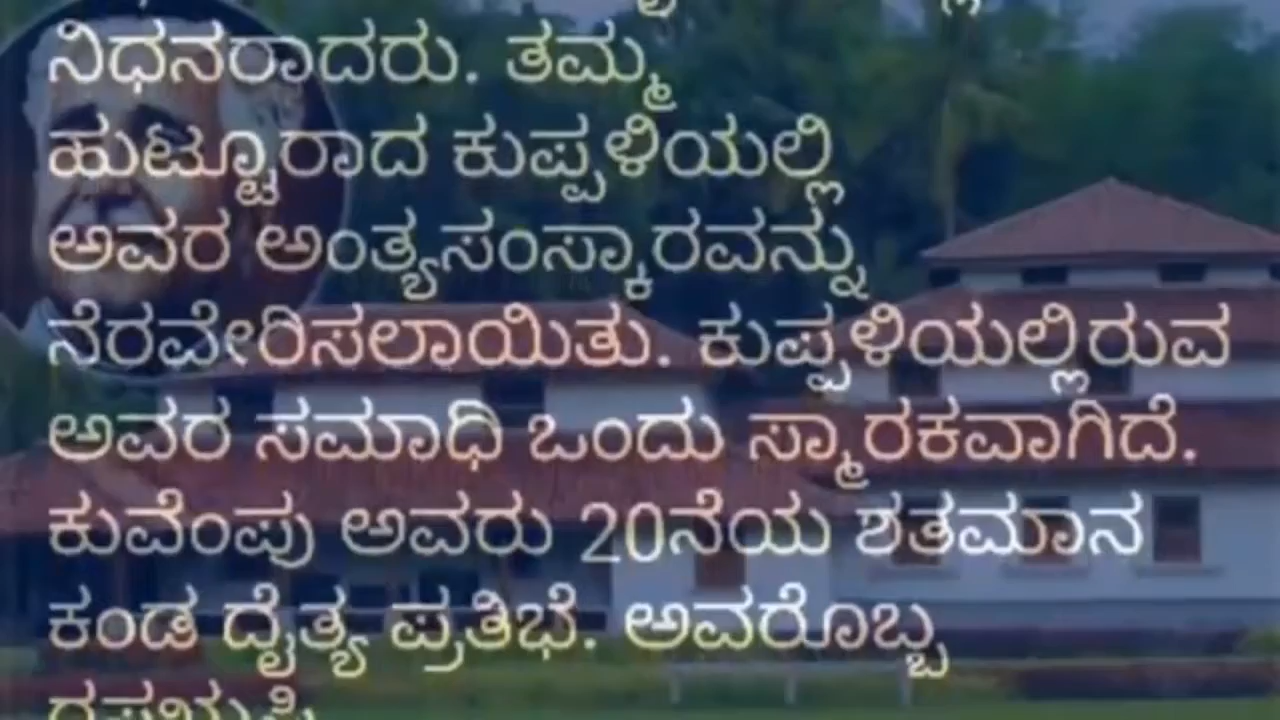 ನಿಧನರಾದರು. ತಮ್ಮ
ಹುಟ್ಟೂರಾದ ಕುಪ್ಪಳಿಯಲ್ಲಿ
ಅವರ ಅಂತ್ಯಸಂಸ್ಕಾರವನ್ನು
ನೆರವೇರಿಸಲಾಯಿತು. ಕುಪ್ಪಳಿಯಲ್ಲಿರುವ
ಅವರ ಸಮಾಧಿ ಒಂದು ಸ್ಮಾರಕವಾಗಿದೆ.
ಕುವೆಂಪು ಅವರು 20ನೆಯ ಶತಮಾನ
ಕಂಡ ದೈತ್ಯ ಪ್ರತಿಭೆ. ಅವರೊಬ್ಬ